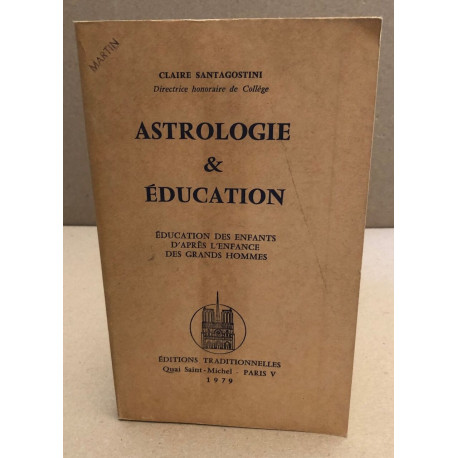 MARTIN
CLAIRE SANTAGOSTINI
Directrice honoraire de Collège
ASTROLOGIE
&
ÉDUCATION
ÉDUCATION DES ENFANTS
D'APRÈS L'ENFANCE
DES GRANDS HOMMES
ÉDITIONS TRADITIONNELLES
Quai Saint-Michel - PARIS V
1979